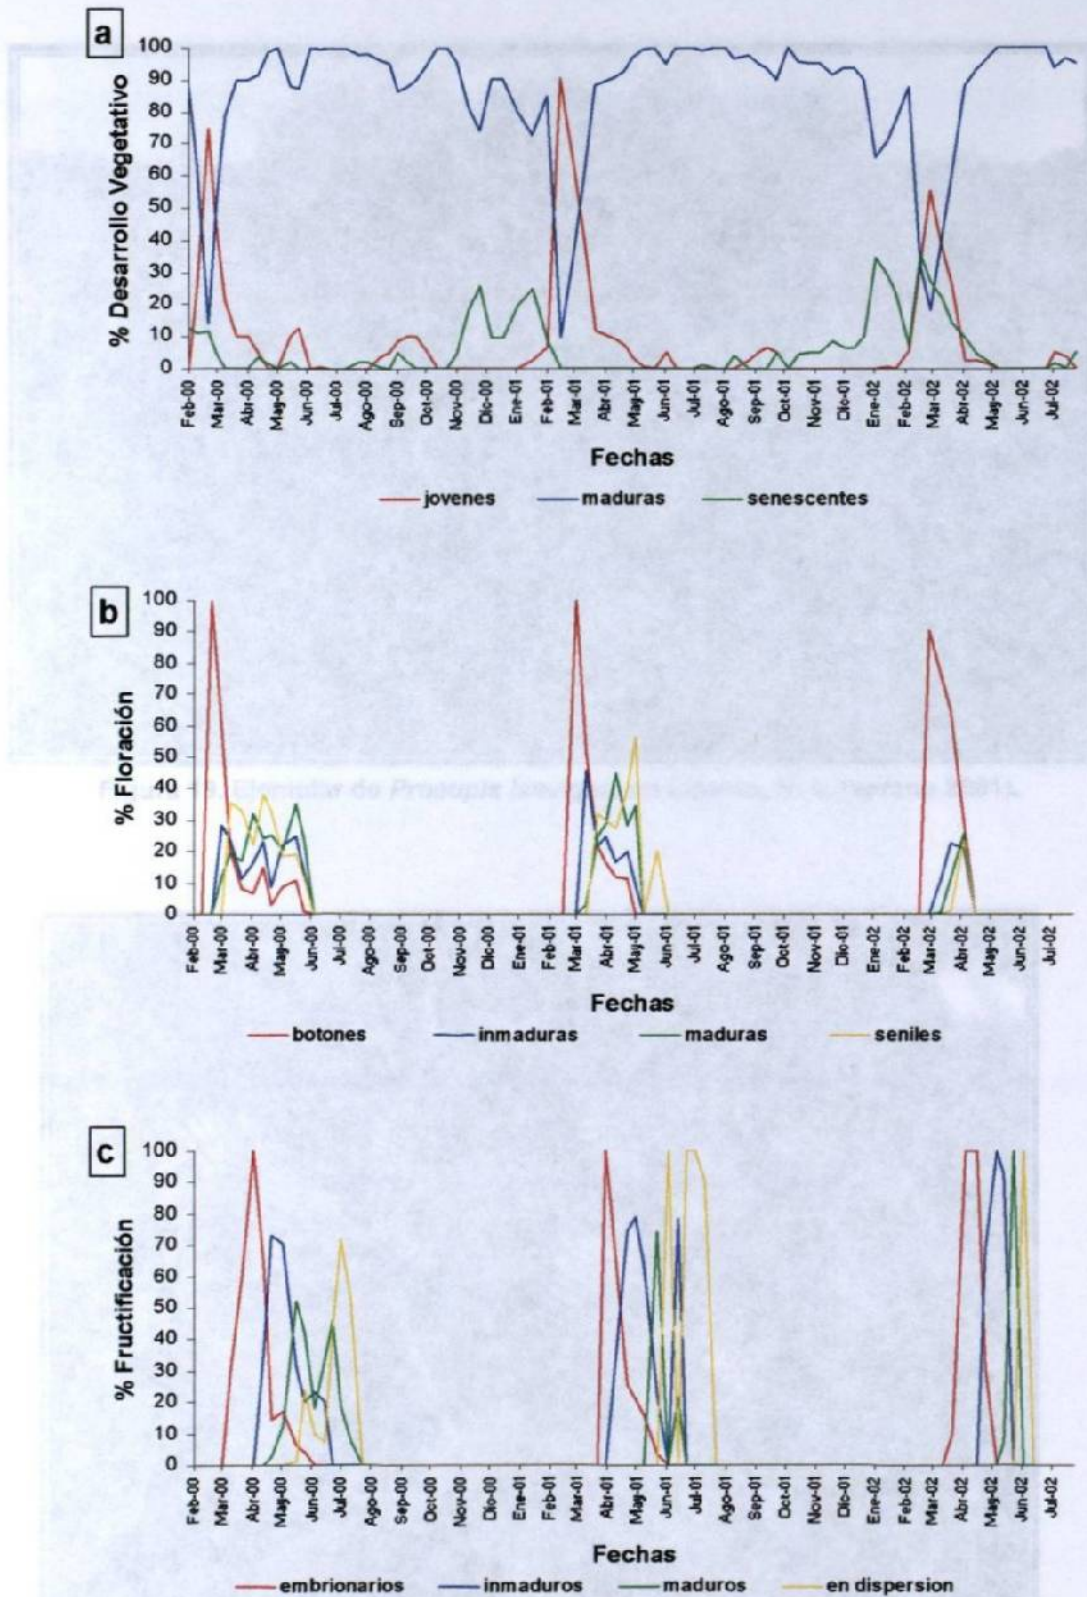 a
% Desarrollo Vegetativo
100
90
80
70
60
50
40
30
20
10
0
Feb-00 Mar-00 Abr-00 May-00 Jun-00 Jul-00 Ago-00 Sep-00 Oct-00 Nov-00 Dic-00 Ene-01 Feb-01 Mar-01 Abr-01 May-01 Jun-01 Jul-01 Ago-01 Sep-01 Oct-01 Nov-01 Dic-01 Ene-02 Feb-02 Mar-02 Abr-02 May-02 Jun-02 Jul-02
Fechas
jovenes maduras senescentes
b
% Floración
100
90
80
70
60
50
40
30
20
10
0
Feb-00 Mar-00 Abr-00 May-00 Jun-00 Jul-00 Ago-00 Sep-00 Oct-00 Nov-00 Dic-00 Ene-01 Feb-01 Mar-01 Abr-01 May-01 Jun-01 Jul-01 Ago-01 Sep-01 Oct-01 Nov-01 Dic-01 Ene-02 Feb-02 Mar-02 Abr-02 May-02 Jun-02 Jul-02
Fechas
botones inmaduras maduras seniles
Ejemplar de Prosopis
c
% Fructificación
100
90
80
70
60
50
40
30
20
10
0
Feb-00 Mar-00 Abr-00 May-00 Jun-00 Jul-00 Ago-00 Sep-00 Oct-00 Nov-00 Dic-00 Ene-01 Feb-01 Mar-01 Abr-01 May-01 Jun-01 Jul-01 Ago-01 Sep-01 Oct-01 Nov-01 Dic-01 Ene-02 Feb-02 Mar-02 Abr-02 May-02 Jun-02 Jul-02
Fechas
embrionarios inmaduros maduros en dispersion